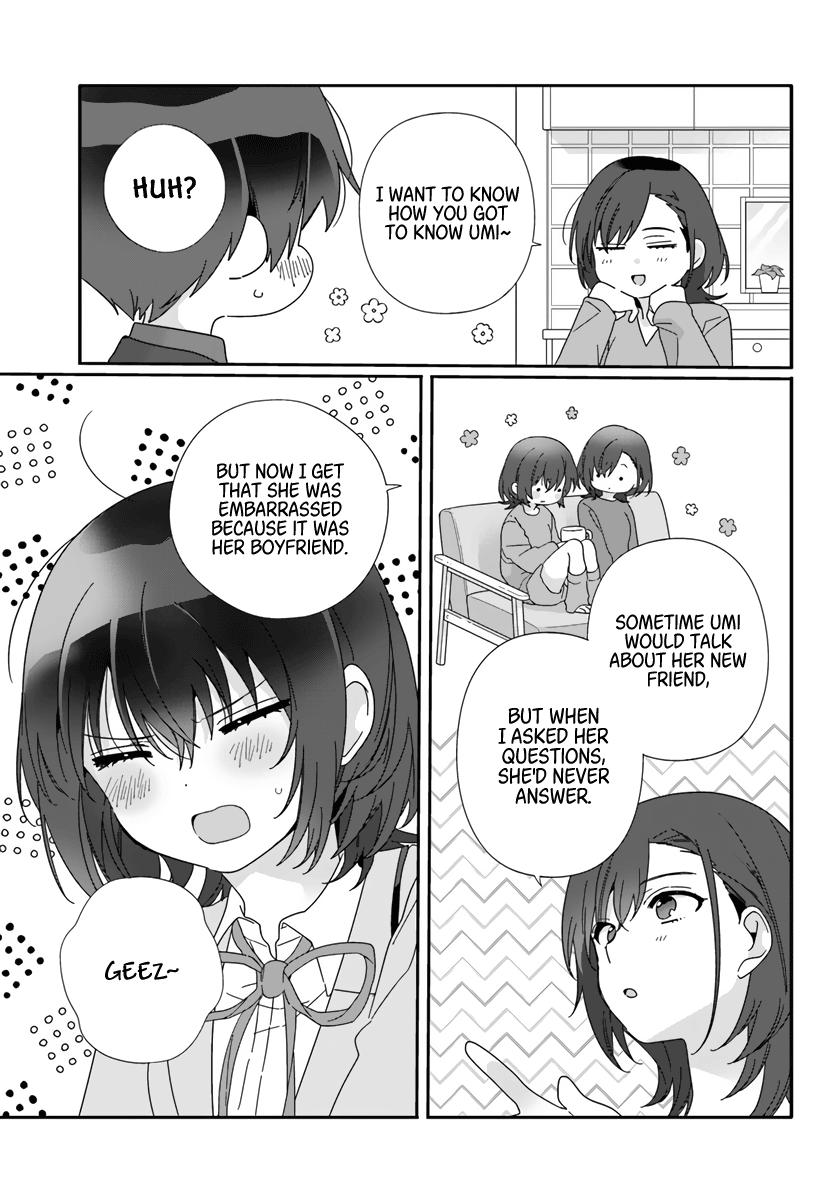 I WANT TO KNOW
HOW YOU GOT
TO KNOW UMI~
HUH?
SOMETIME UMI
WOULD TALK
ABOUT HER NEW
FRIEND,
BUT WHEN
I ASKED HER
QUESTIONS,
SHE'D NEVER
ANSWER.
BUT NOW I GET
THAT SHE WAS
EMBARRASSED
BECAUSE IT WAS
HER BOYFRIEND.
GEEZ~